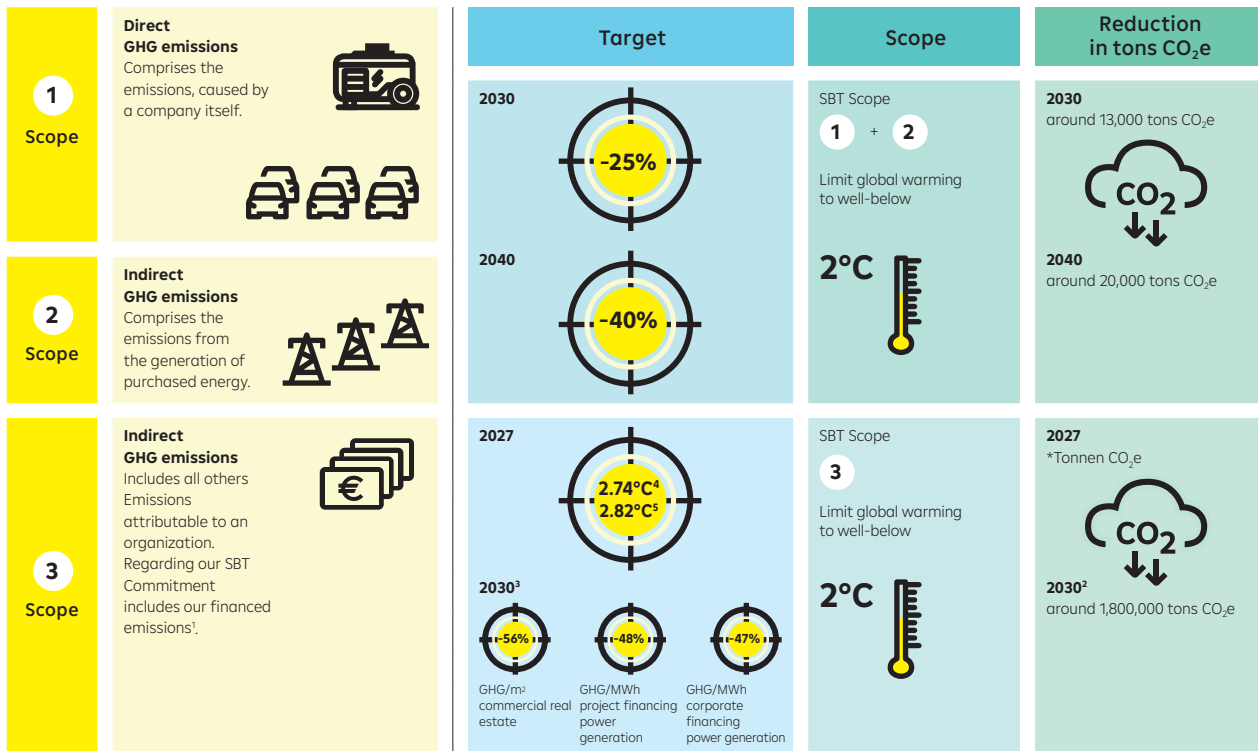 1
Scope
Direct
GHG emissions
Comprises the
emissions, caused by
a company itself.
2
Scope
Indirect
GHG emissions
Comprises the
emissions from
the generation of
purchased energy.
3
Scope
Indirect
GHG emissions
Includes all others
Emissions
attributable to an
organization.
Regarding our SBT
Commitment
includes our financed
emissions¹.
€
Target
2030
-25%
2040
-40%
2027
2.74°C⁴
2.82°C⁵
2030³
-56%
GHG/m²
commercial real
estate
-48%
GHG/MWh
project financing
power
generation
-47%
GHG/MWh
corporate
financing
power generation
Scope
SBT Scope
1 + 2
Limit global warming
to well-below
2°C
SBT Scope
3
Limit global warming
to well-below
2°C
Reduction
in tons CO₂e
2030
around 13,000 tons CO₂e
CO₂
2040
around 20,000 tons CO₂e
2027
*Tonnen CO₂e
CO₂
2030²
around 1,800,000 tons CO₂e